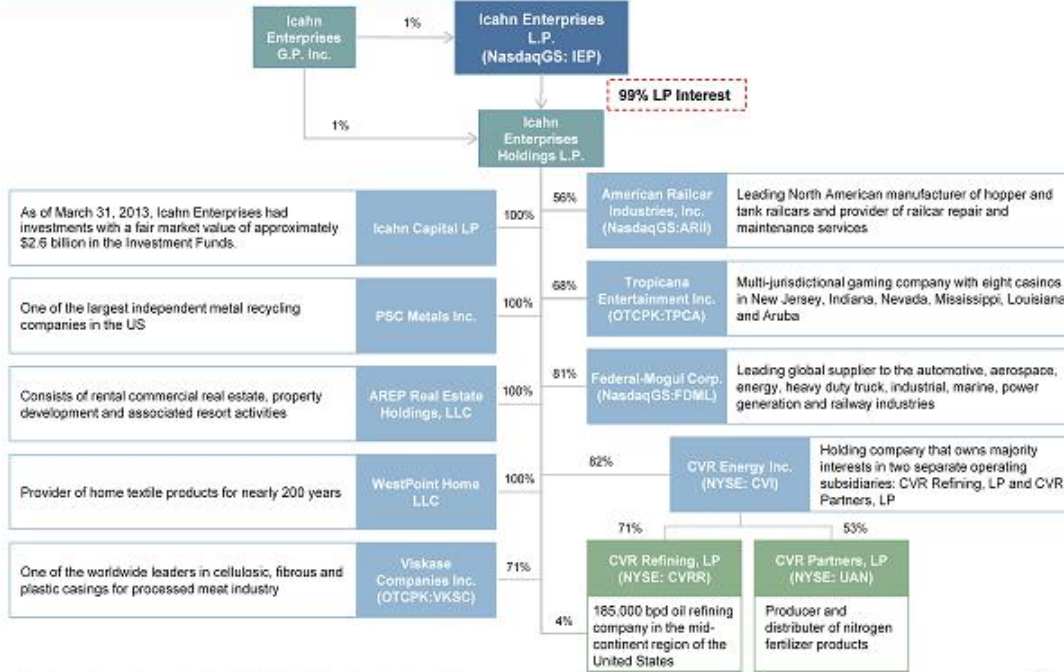 Icahn
Enterprises
G.P. Inc.
1%
Icahn Enterprises
L.P.
(NasdaqGS: IEP)
99% LP Interest
1%
Icahn
Enterprises
Holdings L.P.
As of March 31, 2013, Icahn Enterprises had
investments with a fair market value of approximately
$2.6 billion in the Investment Funds.
Icahn Capital LP
100%
One of the largest independent metal recycling
companies in the US
PSC Metals Inc.
100%
Consists of rental commercial real estate, property
development and associated resort activities
AREP Real Estate
Holdings, LLC
100%
Provider of home textile products for nearly 200 years
WestPoint Home
LLC
100%
One of the worldwide leaders in cellulosic, fibrous and
plastic casings for processed meat industry
Viskase
Companies Inc.
(OTCPK:VKSC)
71%
56%
American Railcar
Industries, Inc.
(NasdaqGS:ARII)
Leading North American manufacturer of hopper and
tank railcars and provider of railcar repair and
maintenance services
68%
Tropicana
Entertainment Inc.
(OTCPK:TPCA)
Multi-jurisdictional gaming company with eight casinos
in New Jersey, Indiana, Nevada, Mississippi, Louisiana
and Aruba
81%
Federal-Mogul Corp.
(NasdaqGS:FDML)
Leading global supplier to the automotive, aerospace,
energy, heavy duty truck, industrial, marine, power
generation and railway industries
82%
CVR Energy Inc.
(NYSE: CVI)
Holding company that owns majority
interests in two separate operating
subsidiaries: CVR Refining, LP and CVR
Partners, LP
71%
53%
CVR Refining, LP
(NYSE: CVRR)
185,000 bpd oil refining
company in the mid-
continent region of the
United States
4%
CVR Partners, LP
(NYSE: UAN)
Producer and
distributer of nitrogen
fertilizer products